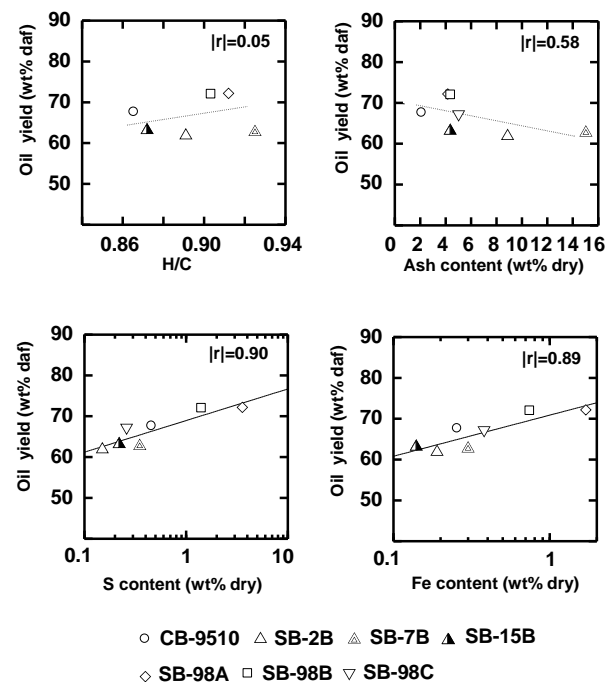 90
80
70
60
50
Oil yield (wt% daf)
|r|=0.05
0.86 0.90 0.94
H/C
90
80
70
60
50
Oil yield (wt% daf)
|r|=0.58
0 2 4 6 8 10 12 14 16
Ash content (wt% dry)
90
80
70
60
50
Oil yield (wt% daf)
|r|=0.90
0.1 1 10
S content (wt% dry)
90
80
70
60
50
Oil yield (wt% daf)
|r|=0.89
0.1 1
Fe content (wt% dry)
CB-9510 SB-2B SB-7B SB-15B
SB-98A SB-98B SB-98C